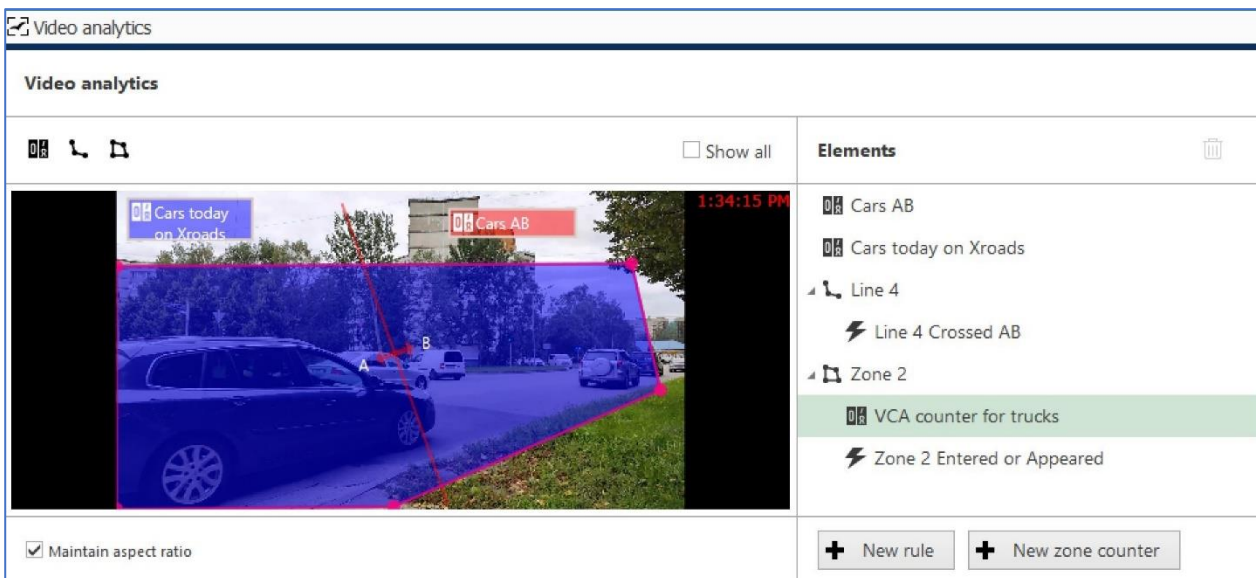 Video analytics
Video analytics
Show all
Elements
Cars today
on Xroads
Cars AB
1:34:15 PM
A
B
Cars AB
Cars today on Xroads
Line 4
Line 4 Crossed AB
Zone 2
VCA counter for trucks
Zone 2 Entered or Appeared
Maintain aspect ratio
New rule
New zone counter